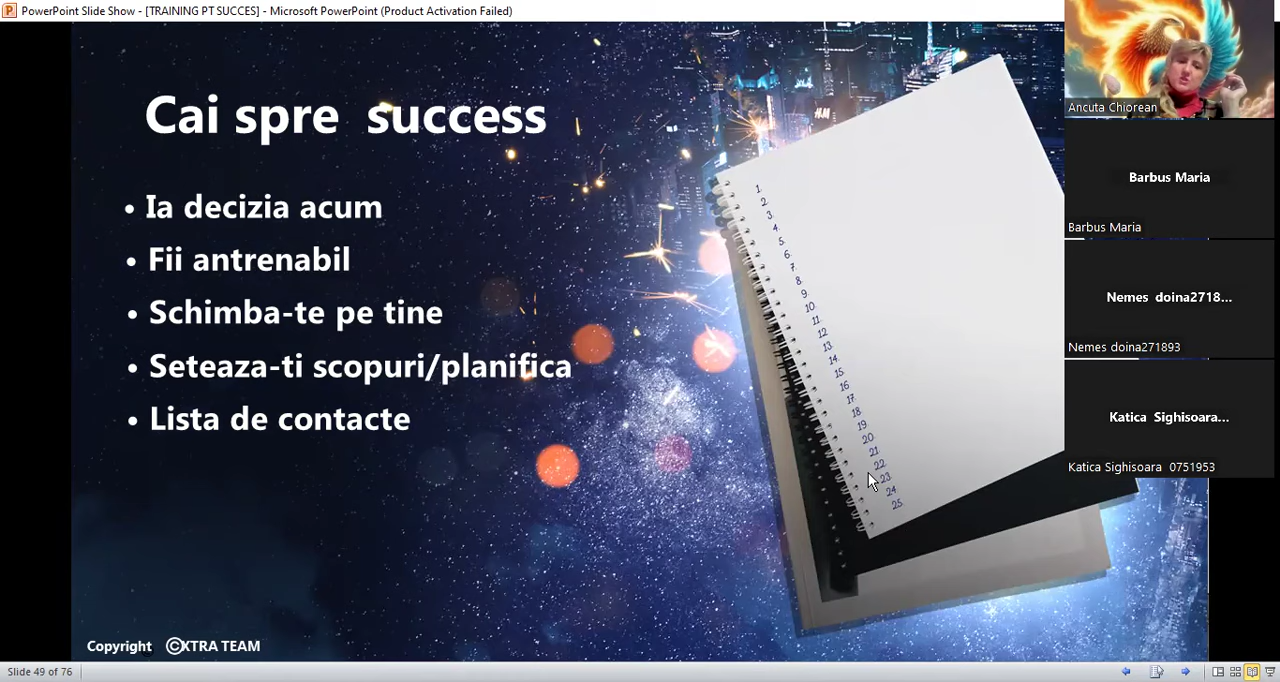 PowerPoint Slide Show - [TRAINING PT SUCCES] - Microsoft PowerPoint (Product Activation Failed)
Cai spre success
• Ia decizia acum
• Fii antrenabil
• Schimba-te pe tine
• Seteaza-ti scopuri/planifica
• Lista de contacte
H&M
1.
2.
3.
4.
5.
6.
7.
8.
9.
10.
11.
12.
13.
14.
15.
16
17.
18.
19
20
21
22
23
24
25.
Ancuta Chiorean
Barbus Maria
Barbus Maria
Nemes doina2718...
Nemes doina271893
Katica Sighisoara...
Katica Sighisoara 0751953
Copyright ©XTRA TEAM
Slide 49 of 76